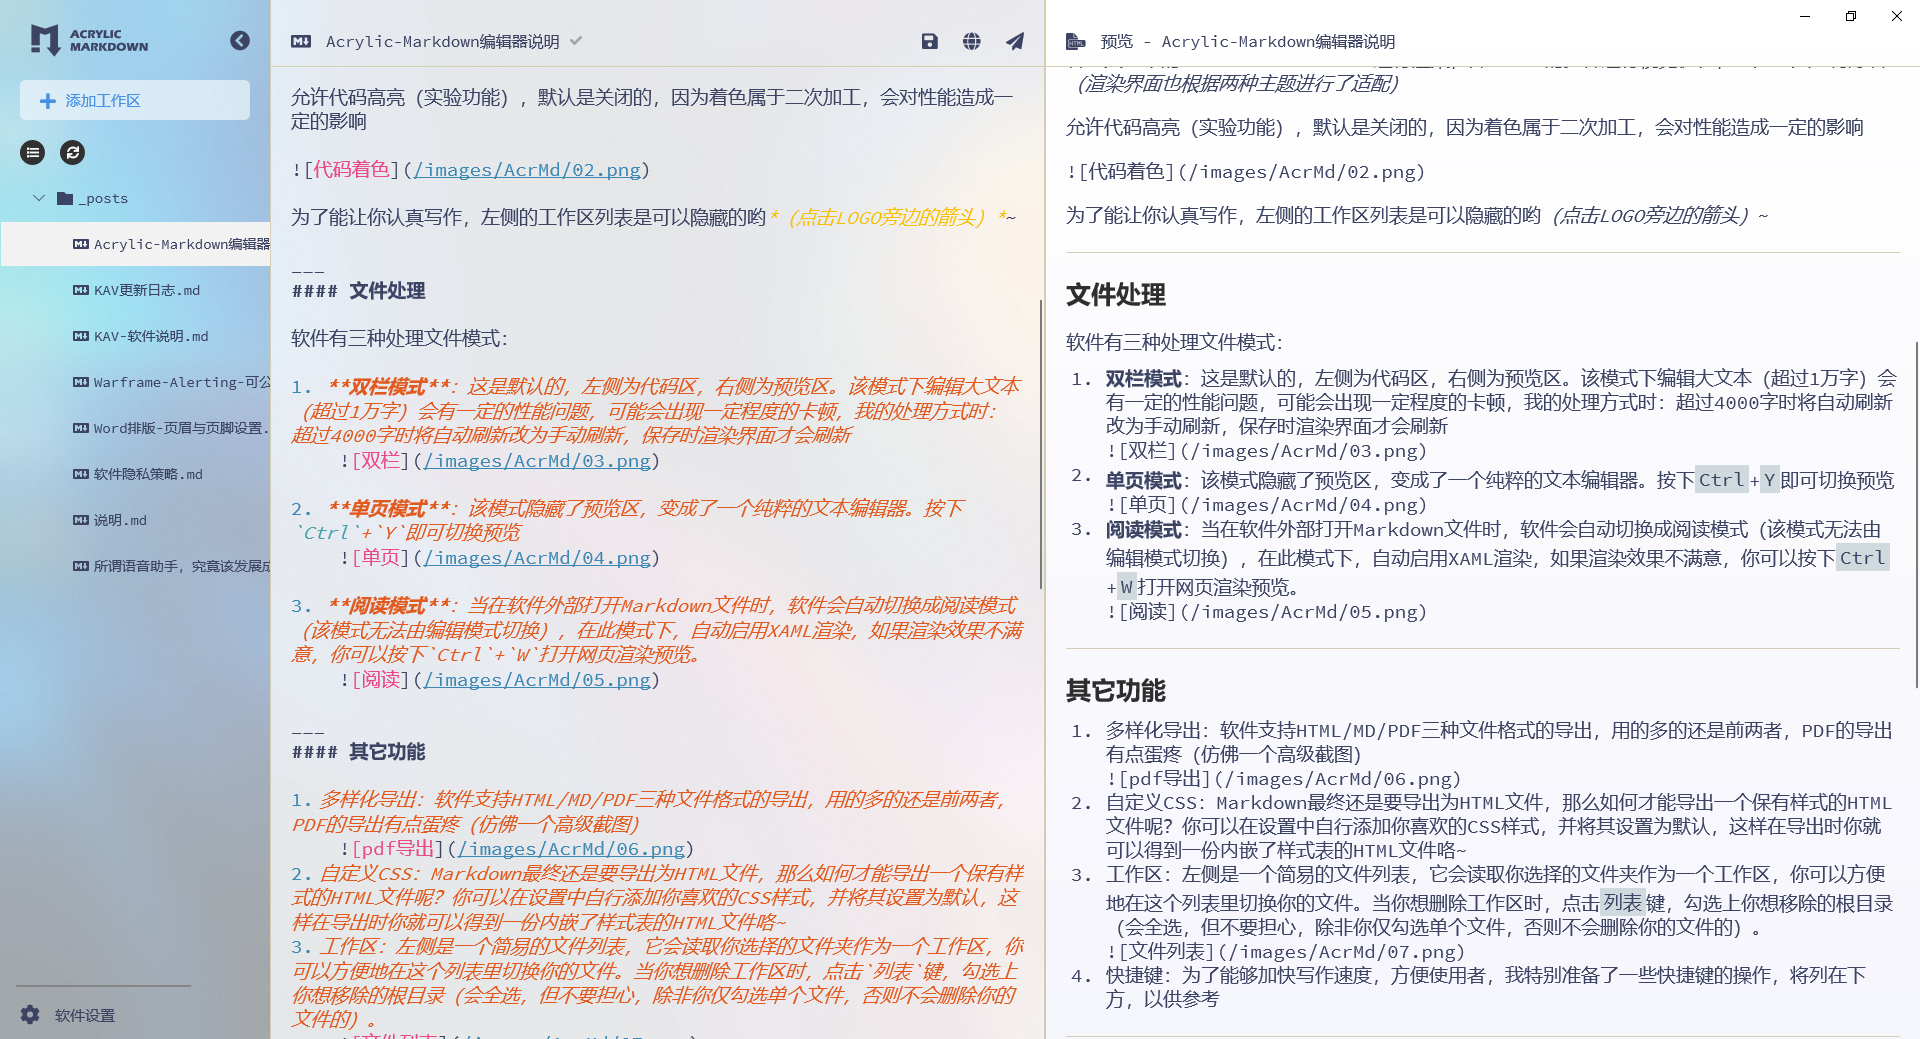 ACRYLIC
MARKDOWN
添加工作区
_posts
Acrylic-Markdown编辑器
KAV更新日志.md
KAV-软件说明.md
Warframe-Alerting-可公
Word排版-页眉与页脚设置.
软件隐私策略.md
说明.md
所谓语音助手，究竟该发展成
软件设置
Acrylic-Markdown编辑器说明
允许代码高亮（实验功能），默认是关闭的，因为着色属于二次加工，会对性能造成一
定的影响
![代码着色](/images/AcrMd/02.png)
为了能让你认真写作，左侧的工作区列表是可以隐藏的哟*（点击LOGO旁边的箭头）*~
___
#### 文件处理
软件有三种处理文件模式：
1. **双栏模式**：这是默认的，左侧为代码区，右侧为预览区。该模式下编辑大文本
（超过1万字）会有一定的性能问题，可能会出现一定程度的卡顿，我的处理方式时：
超过4000字时将自动刷新改为手动刷新，保存时渲染界面才会刷新
![双栏](/images/AcrMd/03.png)
2. **单页模式**：该模式隐藏了预览区，变成了一个纯粹的文本编辑器。按下
`Ctrl`+`Y`即可切换预览
![单页](/images/AcrMd/04.png)
3. **阅读模式**：当在软件外部打开Markdown文件时，软件会自动切换成阅读模式
（该模式无法由编辑模式切换），在此模式下，自动启用XAML渲染，如果渲染效果不满
意，你可以按下`Ctrl`+`W`打开网页渲染预览。
![阅读](/images/AcrMd/05.png)
___
#### 其它功能
1. 多样化导出：软件支持HTML/MD/PDF三种文件格式的导出，用的多的还是前两者，
PDF的导出有点蛋疼（仿佛一个高级截图）
![pdf导出](/images/AcrMd/06.png)
2. 自定义CSS：Markdown最终还是要导出为HTML文件，那么如何才能导出一个保有样
式的HTML文件呢？你可以在设置中自行添加你喜欢的CSS样式，并将其设置为默认，这
样在导出时你就可以得到一份内嵌了样式表的HTML文件咯~
3. 工作区：左侧是一个简易的文件列表，它会读取你选择的文件夹作为一个工作区，你
可以方便地在这个列表里切换你的文件。当你想删除工作区时，点击`列表`键，勾选上
你想移除的根目录（会全选，但不要担心，除非你仅勾选单个文件，否则不会删除你的
文件的）。
预览 - Acrylic-Markdown编辑器说明
（渲染界面也根据两种主题进行了适配）
允许代码高亮（实验功能），默认是关闭的，因为着色属于二次加工，会对性能造成一定的影响
![代码着色](/images/AcrMd/02.png)
为了能让你认真写作，左侧的工作区列表是可以隐藏的哟（点击LOGO旁边的箭头）~
文件处理
软件有三种处理文件模式：
1. 双栏模式：这是默认的，左侧为代码区，右侧为预览区。该模式下编辑大文本（超过1万字）会
有一定的性能问题，可能会出现一定程度的卡顿，我的处理方式时：超过4000字时将自动刷新
改为手动刷新，保存时渲染界面才会刷新
![双栏](/images/AcrMd/03.png)
2. 单页模式：该模式隐藏了预览区，变成了一个纯粹的文本编辑器。按下Ctrl+Y即可切换预览
![单页](/images/AcrMd/04.png)
3. 阅读模式：当在软件外部打开Markdown文件时，软件会自动切换成阅读模式（该模式无法由
编辑模式切换），在此模式下，自动启用XAML渲染，如果渲染效果不满意，你可以按下Ctrl
+W打开网页渲染预览。
![阅读](/images/AcrMd/05.png)
其它功能
1. 多样化导出：软件支持HTML/MD/PDF三种文件格式的导出，用的多的还是前两者，PDF的导出
有点蛋疼（仿佛一个高级截图）
![pdf导出](/images/AcrMd/06.png)
2. 自定义CSS：Markdown最终还是要导出为HTML文件，那么如何才能导出一个保有样式的HTML
文件呢？你可以在设置中自行添加你喜欢的CSS样式，并将其设置为默认，这样在导出时你就
可以得到一份内嵌了样式表的HTML文件咯~
3. 工作区：左侧是一个简易的文件列表，它会读取你选择的文件夹作为一个工作区，你可以方便
地在这个列表里切换你的文件。当你想删除工作区时，点击列表键，勾选上你想移除的根目录
（会全选，但不要担心，除非你仅勾选单个文件，否则不会删除你的文件的）。
![文件列表](/images/AcrMd/07.png)
4. 快捷键：为了能够加快写作速度，方便使用者，我特别准备了一些快捷键的操作，将列在下
方，以供参考